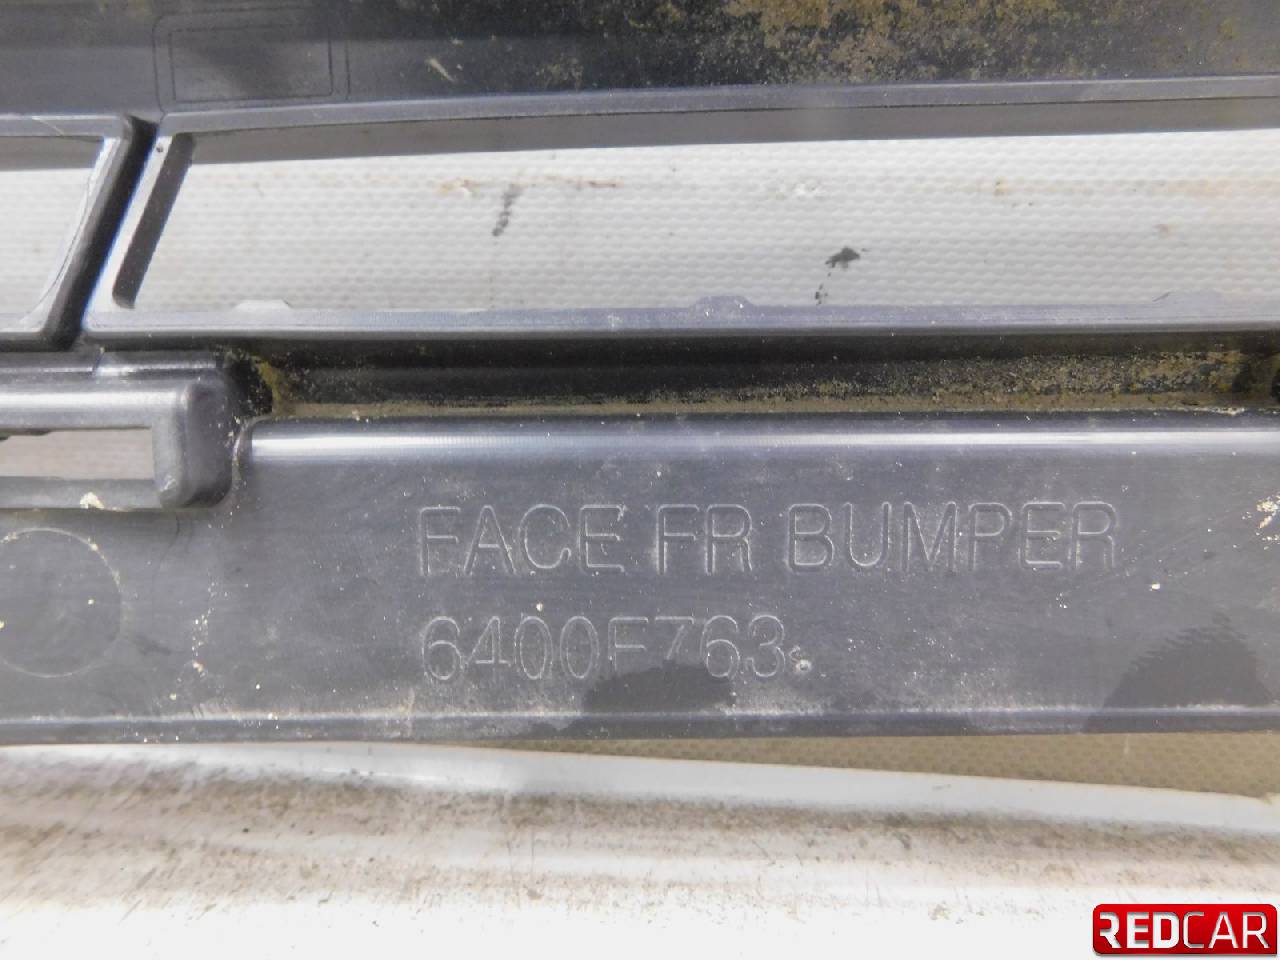 FACE FR BUMPER
6400F763
REDCAR